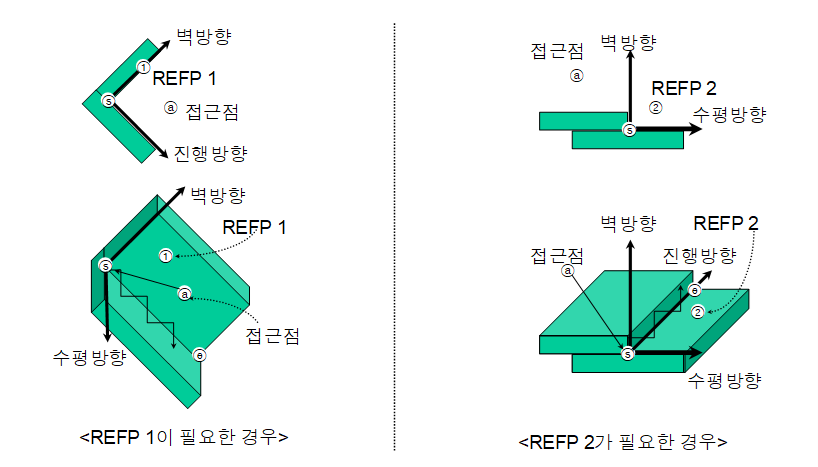 벽방향
①
REFP 1
ⓢ
ⓐ 접근점
진행방향
벽방향
REFP 1
①
ⓢ
ⓐ
접근점
수평방향
ⓔ
<REFP 1이 필요한 경우>
접근점
벽방향
ⓐ
REFP 2
②
수평방향
ⓢ
벽방향
REFP 2
접근점
진행방향
ⓐ
ⓔ
②
ⓢ
수평방향
<REFP 2가 필요한 경우>